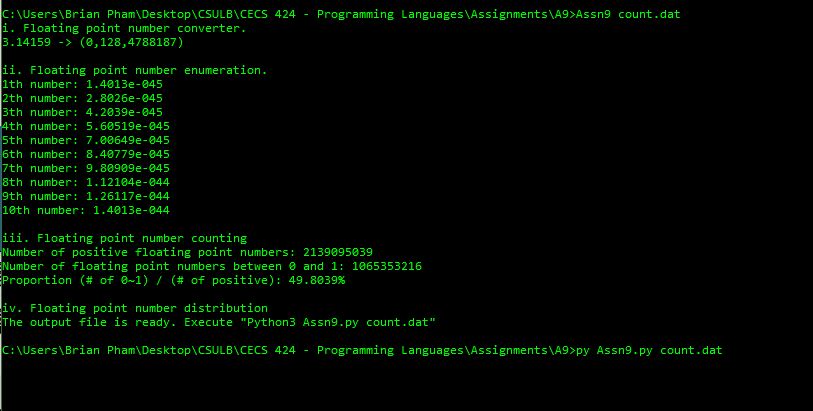 C:\Users\Brian Pham\Desktop\CSULB\CECS 424 - Programming Languages\Assignments\A9>Assn9 count.dat
i. Floating point number converter.
3.14159 -> (0,128,4788187)
ii. Floating point number enumeration.
1th number: 1.4013e-045
2th number: 2.8026e-045
3th number: 4.2039e-045
4th number: 5.60519e-045
5th number: 7.00649e-045
6th number: 8.40779e-045
7th number: 9.80909e-045
8th number: 1.12104e-044
9th number: 1.26117e-044
10th number: 1.4013e-044
iii. Floating point number counting
Number of positive floating point numbers: 2139095039
Number of floating point numbers between 0 and 1: 1065353216
Proportion (# of 0~1) / (# of positive): 49.8039%
iv. Floating point number distribution
The output file is ready. Execute "Python3 Assn9.py count.dat"
C:\Users\Brian Pham\Desktop\CSULB\CECS 424 - Programming Languages\Assignments\A9>py Assn9.py count.dat